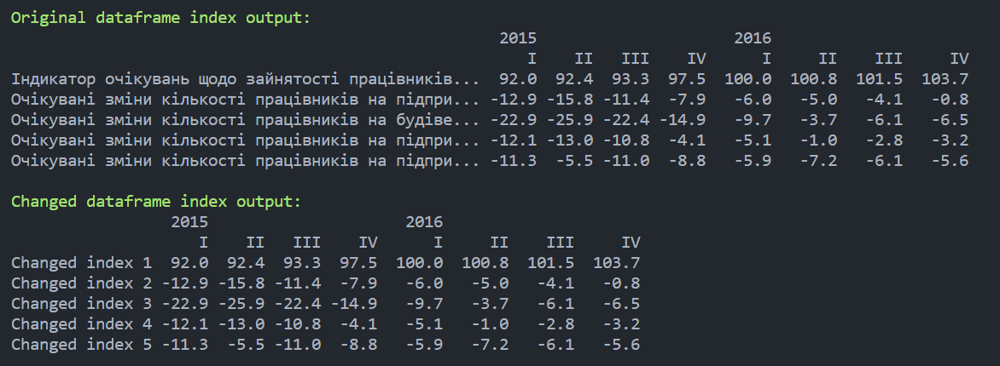 Original dataframe index output:
2015 2016
I II III IV I II III IV
Індикатор очікувань щодо зайнятості працівників... 92.0 92.4 93.3 97.5 100.0 100.8 101.5 103.7
Очікувані зміни кількості працівників на підпри... -12.9 -15.8 -11.4 -7.9 -6.0 -5.0 -4.1 -0.8
Очікувані зміни кількості працівників на будіве... -22.9 -25.9 -22.4 -14.9 -9.7 -3.7 -6.1 -6.5
Очікувані зміни кількості працівників на підпри... -12.1 -13.0 -10.8 -4.1 -5.1 -1.0 -2.8 -3.2
Очікувані зміни кількості працівників на підпри... -11.3 -5.5 -11.0 -8.8 -5.9 -7.2 -6.1 -5.6
Changed dataframe index output:
2015 2016
I II III IV I II III IV
Changed index 1 92.0 92.4 93.3 97.5 100.0 100.8 101.5 103.7
Changed index 2 -12.9 -15.8 -11.4 -7.9 -6.0 -5.0 -4.1 -0.8
Changed index 3 -22.9 -25.9 -22.4 -14.9 -9.7 -3.7 -6.1 -6.5
Changed index 4 -12.1 -13.0 -10.8 -4.1 -5.1 -1.0 -2.8 -3.2
Changed index 5 -11.3 -5.5 -11.0 -8.8 -5.9 -7.2 -6.1 -5.6